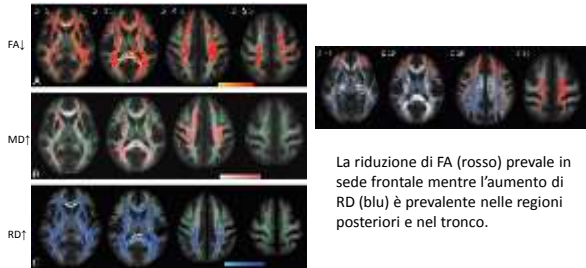 FA↓
MD↑
RD↑
A
B
C
La riduzione di FA (rosso) prevale in
sede frontale mentre l’aumento di
RD (blu) è prevalente nelle regioni
posteriori e nel tronco.